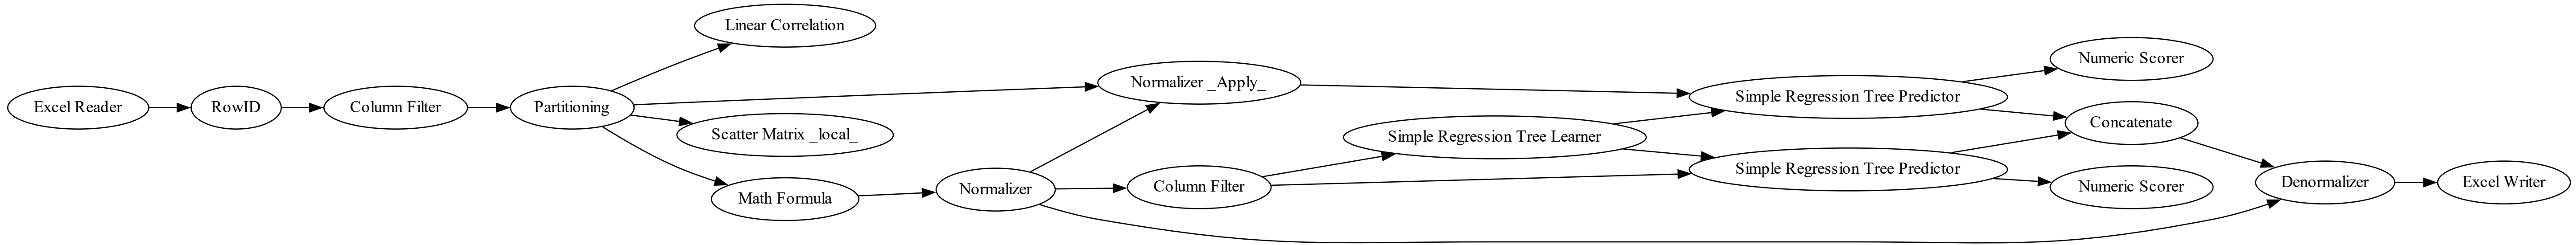 Excel Reader
RowID
Column Filter
Partitioning
Linear Correlation
Scatter Matrix _local_
Math Formula
Normalizer
Normalizer _Apply_
Column Filter
Simple Regression Tree Learner
Simple Regression Tree Predictor
Simple Regression Tree Predictor
Numeric Scorer
Concatenate
Numeric Scorer
Denormalizer
Excel Writer